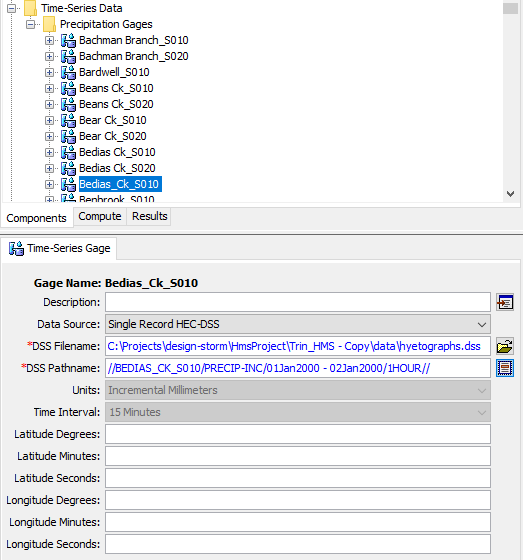 Time-Series Data
Precipitation Gages
Bachman Branch_S010
Bachman Branch_S020
Bardwell_S010
Beans Ck_S010
Beans Ck_S020
Bear Ck_S010
Bear Ck_S020
Bedias Ck_S010
Bedias Ck_S020
Bedias_Ck_S010
Benbrook_S010
Components Compute Results
Time-Series Gage
Gage Name: Bedias_Ck_S010
Description:
Data Source: Single Record HEC-DSS
*DSS Filename: C:\Projects\design-storm\HmsProject\Trin_HMS - Copy\data\hyetographs.dss
*DSS Pathname: //BEDIAS_CK_S010/PRECIP-INC/01Jan2000 - 02Jan2000/1HOUR//
Units: Incremental Millimeters
Time Interval: 15 Minutes
Latitude Degrees:
Latitude Minutes:
Latitude Seconds:
Longitude Degrees:
Longitude Minutes:
Longitude Seconds: